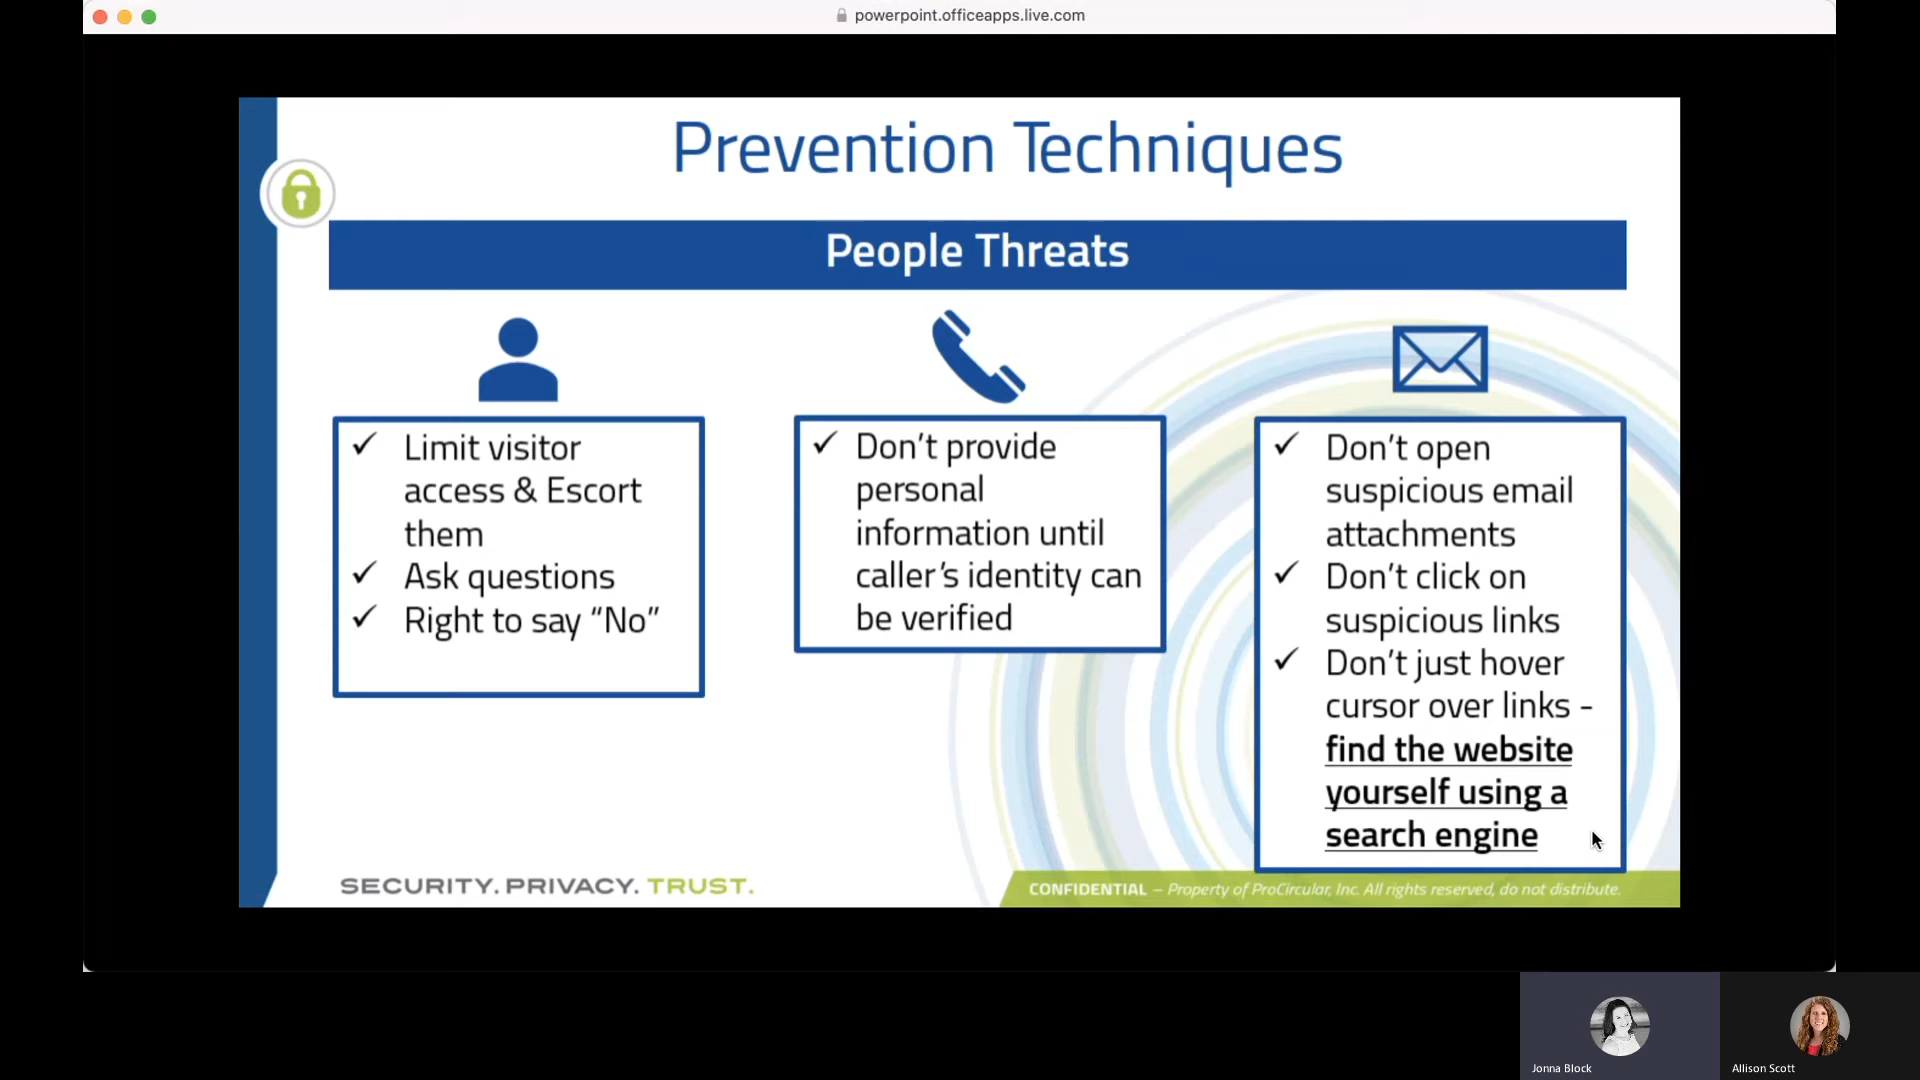 powerpoint.officeapps.live.com
Prevention Techniques
People Threats
✓ Limit visitor
access & Escort
them
✓ Ask questions
✓ Right to say “No”
✓ Don’t provide
personal
information until
caller’s identity can
be verified
✓ Don’t open
suspicious email
attachments
✓ Don’t click on
suspicious links
✓ Don’t just hover
cursor over links -
find the website
yourself using a
search engine
SECURITY. PRIVACY. TRUST.
CONFIDENTIAL – Property of ProCircular, Inc. All rights reserved, do not distribute.
Jonna Block
Allison Scott